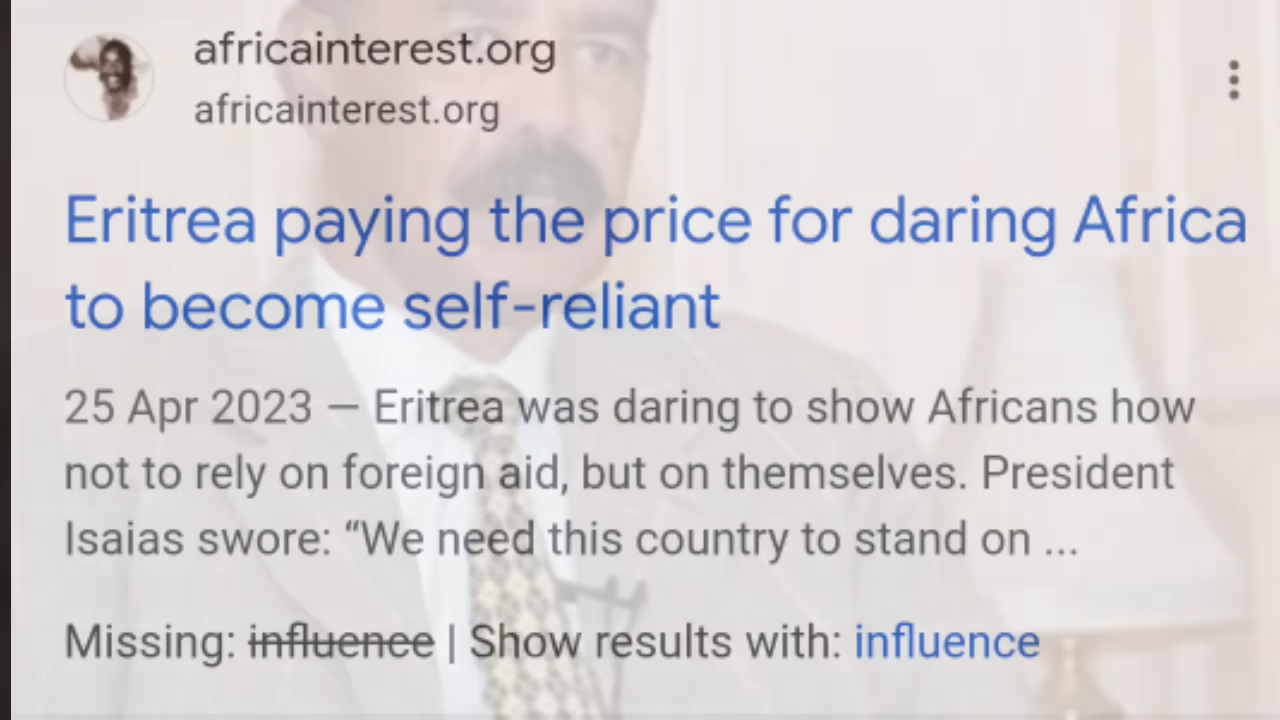 africainterest.org
africainterest.org
Eritrea paying the price for daring Africa
to become self-reliant
25 Apr 2023 — Eritrea was daring to show Africans how
not to rely on foreign aid, but on themselves. President
Isaias swore: “We need this country to stand on ...
Missing: influence | Show results with: influence